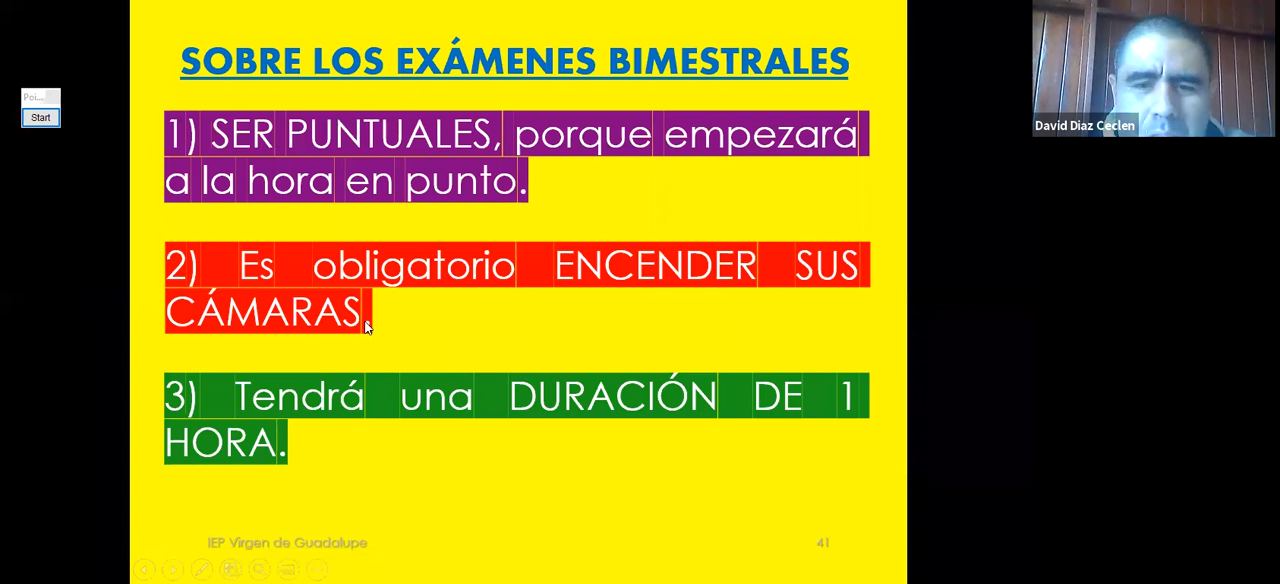 SOBRE LOS EXÁMENES BIMESTRALES
1) SER PUNTUALES, porque empezará
a la hora en punto.
2) Es obligatorio ENCENDER SUS
CÁMARAS.
3) Tendrá una DURACIÓN DE 1
HORA.
IEP Virgen de Guadalupe
41
Poi...
Start
David Diaz Ceclen